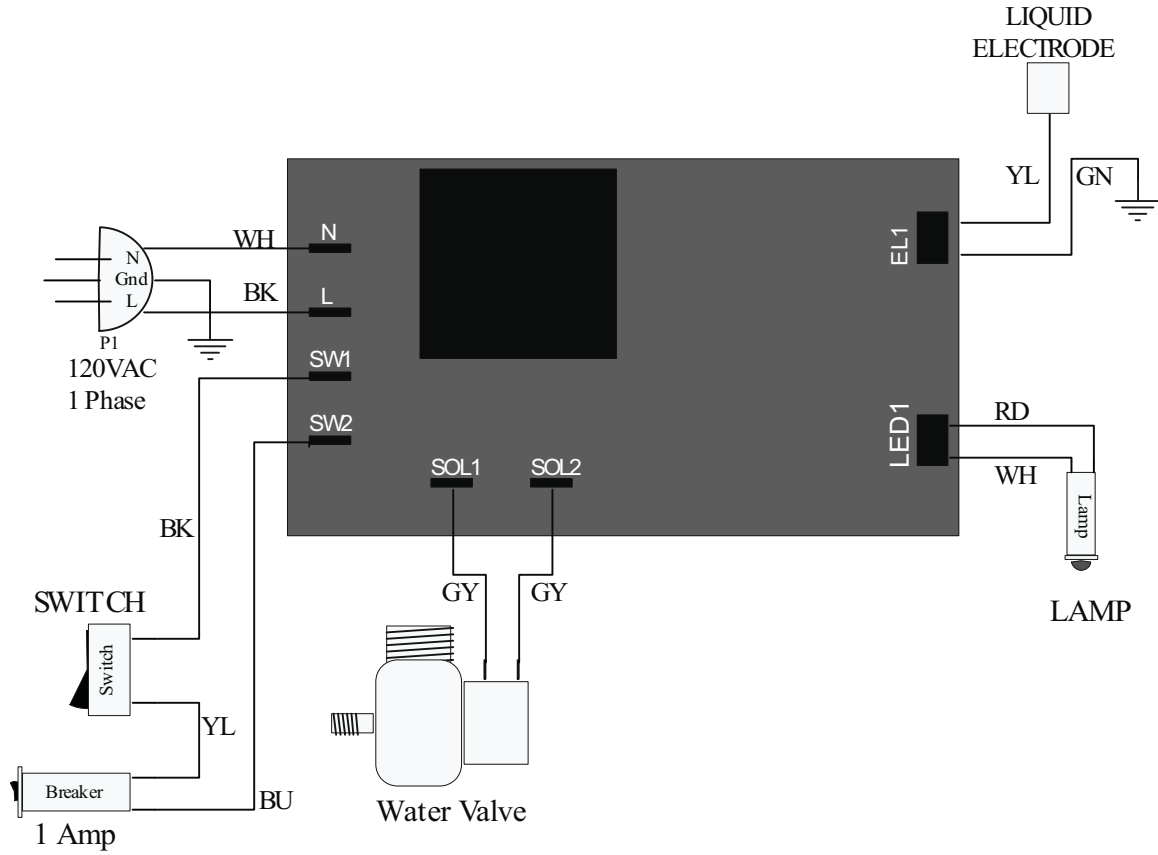 LIQUID
ELECTRODE
YL
GN
WH
N
EL1
N
Gnd
L
BK
L
P1
120VAC
1 Phase
SW1
SW2
LED1
RD
WH
SOL1
SOL2
Lamp
LAMP
BK
GY
GY
SWITCH
Switch
YL
Breaker
BU
1 Amp
Water Valve